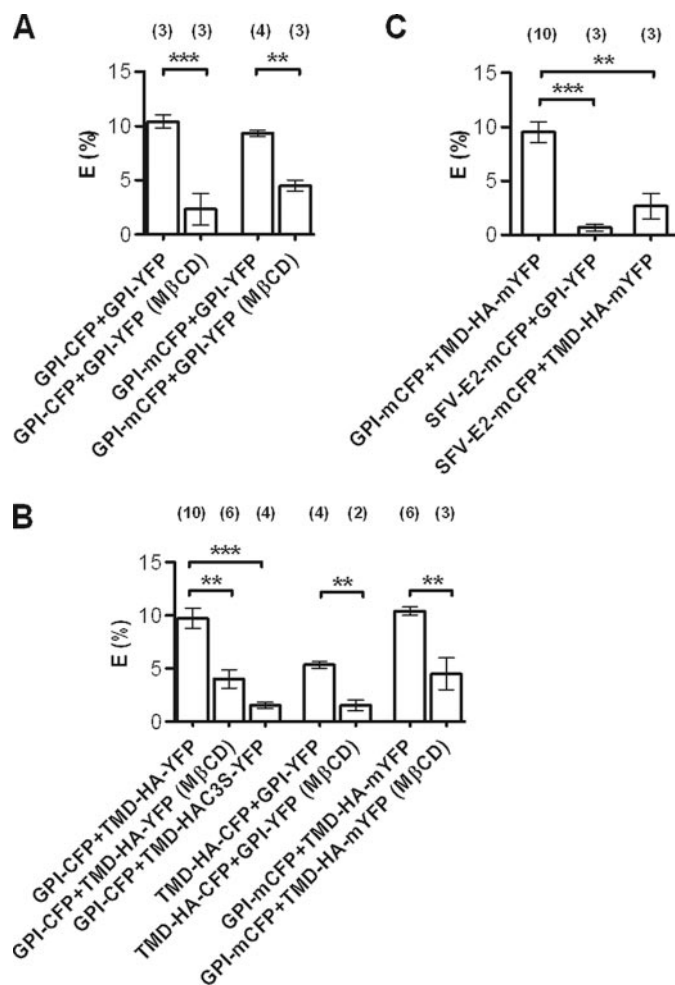 A
(3) (3) (4) (3)
*** **
15
10
5
0
E (%)
GPI-CFP+GPI-YFP
GPI-CFP+GPI-YFP (MβCD)
GPI-mCFP+GPI-YFP
GPI-mCFP+GPI-YFP (MβCD)
C
(10) (3) (3)
**
***
15
10
5
0
E (%)
GPI-mCFP+TMD-HA-mYFP
SFV-E2-mCFP+GPI-YFP
SFV-E2-mCFP+TMD-HA-mYFP
B
(10) (6) (4) (4) (2) (6) (3)
***
** ** **
15
10
5
0
E (%)
GPI-CFP+TMD-HA-YFP
GPI-CFP+TMD-HA-YFP (MβCD)
GPI-CFP+TMD-HAC3S-YFP
TMD-HA-CFP+GPI-YFP
TMD-HA-CFP+GPI-YFP (MβCD)
GPI-mCFP+TMD-HA-mYFP
GPI-mCFP+TMD-HA-mYFP (MβCD)